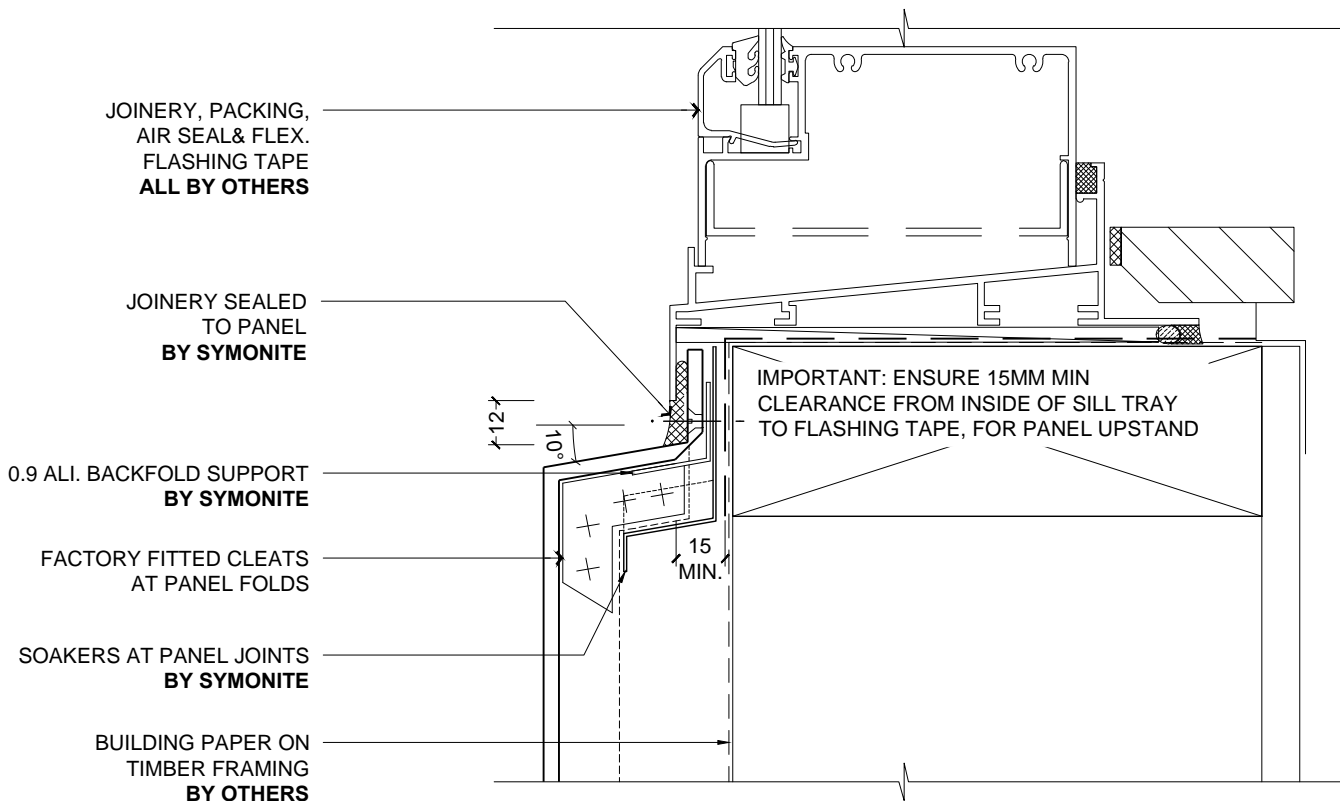 JOINERY, PACKING,
AIR SEAL& FLEX.
FLASHING TAPE
ALL BY OTHERS
JOINERY SEALED
TO PANEL
BY SYMONITE
IMPORTANT: ENSURE 15MM MIN
CLEARANCE FROM INSIDE OF SILL TRAY
TO FLASHING TAPE, FOR PANEL UPSTAND
12
10°
0.9 ALI. BACKFOLD SUPPORT
BY SYMONITE
15
MIN.
FACTORY FITTED CLEATS
AT PANEL FOLDS
SOAKERS AT PANEL JOINTS
BY SYMONITE
BUILDING PAPER ON
TIMBER FRAMING
BY OTHERS